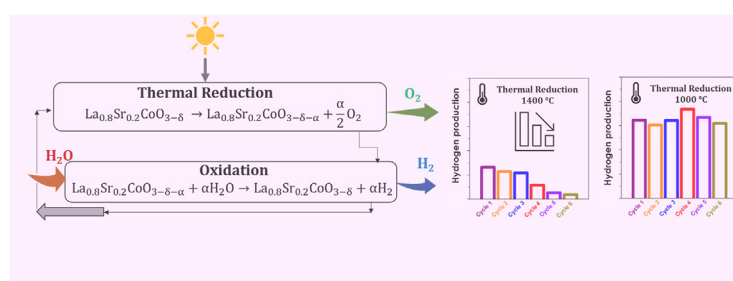 Thermal Reduction
La₀.₈Sr₀.₂CoO₃₋δ → La₀.₈Sr₀.₂CoO₃₋δ₋α + α/2 O₂
O₂
H₂O
Oxidation
La₀.₈Sr₀.₂CoO₃₋δ₋α + αH₂O → La₀.₈Sr₀.₂CoO₃₋δ + αH₂
H₂
Hydrogen production
Thermal Reduction
1400 °C
Cycle 1
Cycle 2
Cycle 3
Cycle 4
Cycle 5
Cycle 6
Hydrogen production
Thermal Reduction
1000 °C
Cycle 1
Cycle 2
Cycle 3
Cycle 4
Cycle 5
Cycle 6